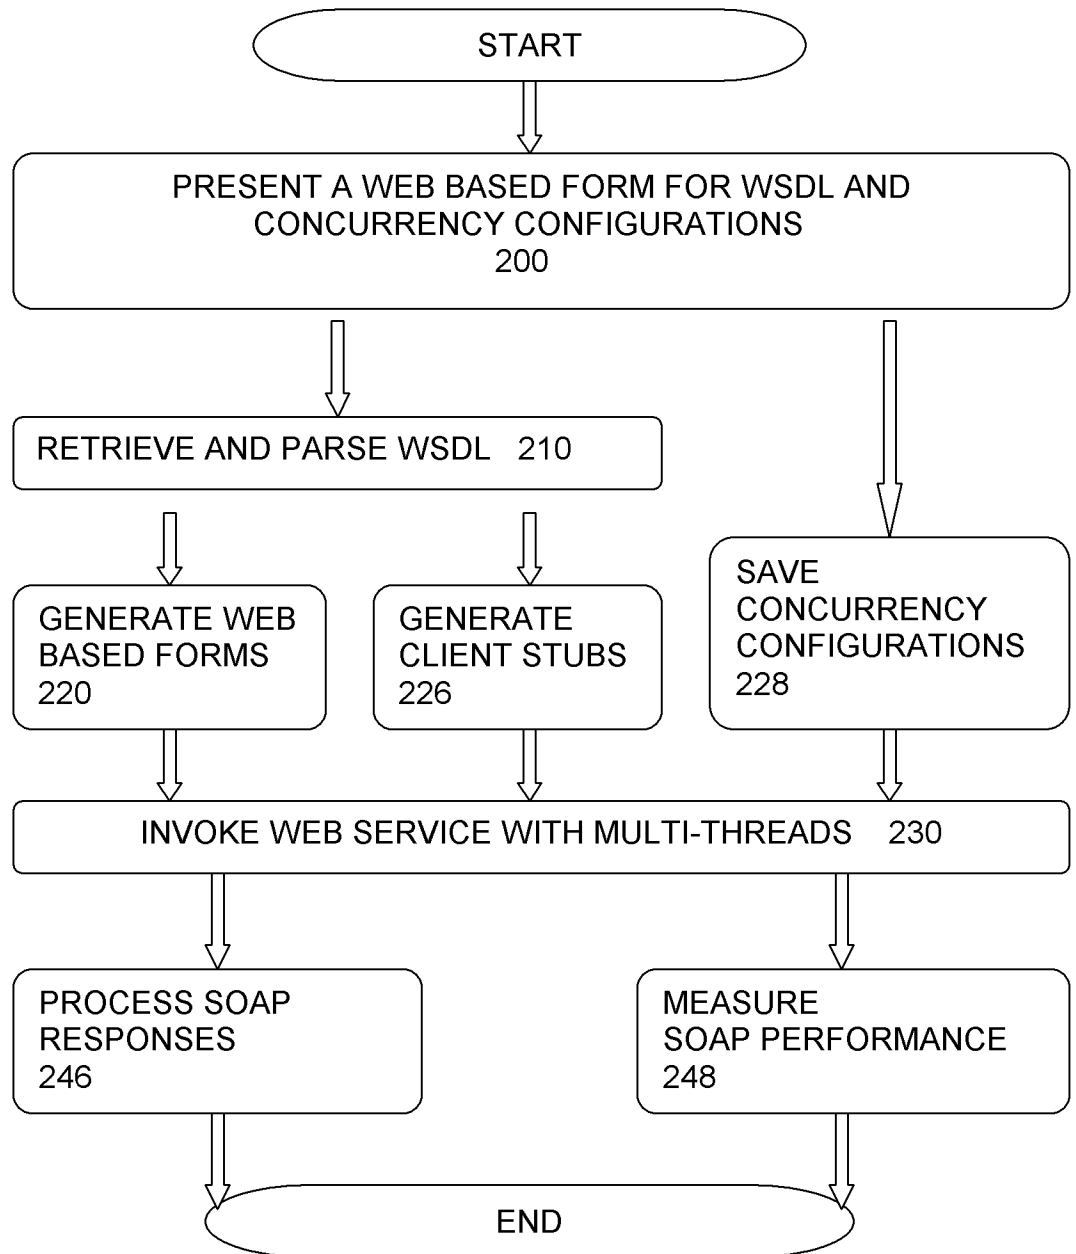 START
PRESENT A WEB BASED FORM FOR WSDL AND
CONCURRENCY CONFIGURATIONS
200
RETRIEVE AND PARSE WSDL 210
GENERATE WEB
BASED FORMS
220
GENERATE
CLIENT STUBS
226
SAVE
CONCURRENCY
CONFIGURATIONS
228
INVOKE WEB SERVICE WITH MULTI-THREADS 230
PROCESS SOAP
RESPONSES
246
MEASURE
SOAP PERFORMANCE
248
END